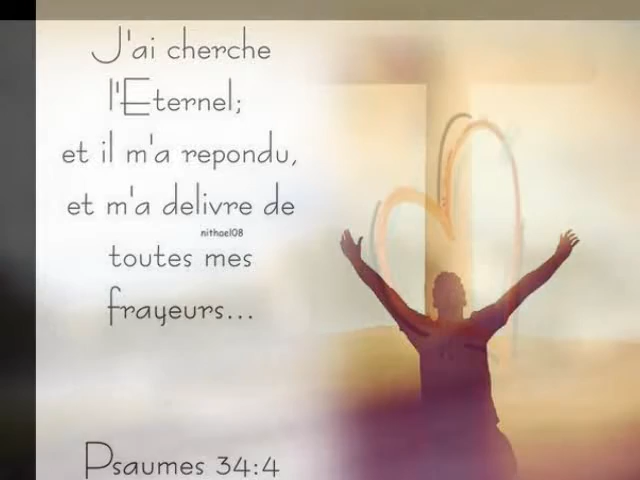 J'ai cherche
l'Eternel;
et il m'a repondu,
et m'a delivre de
nithael08
toutes mes
frayeurs...
Psaumes 34:4